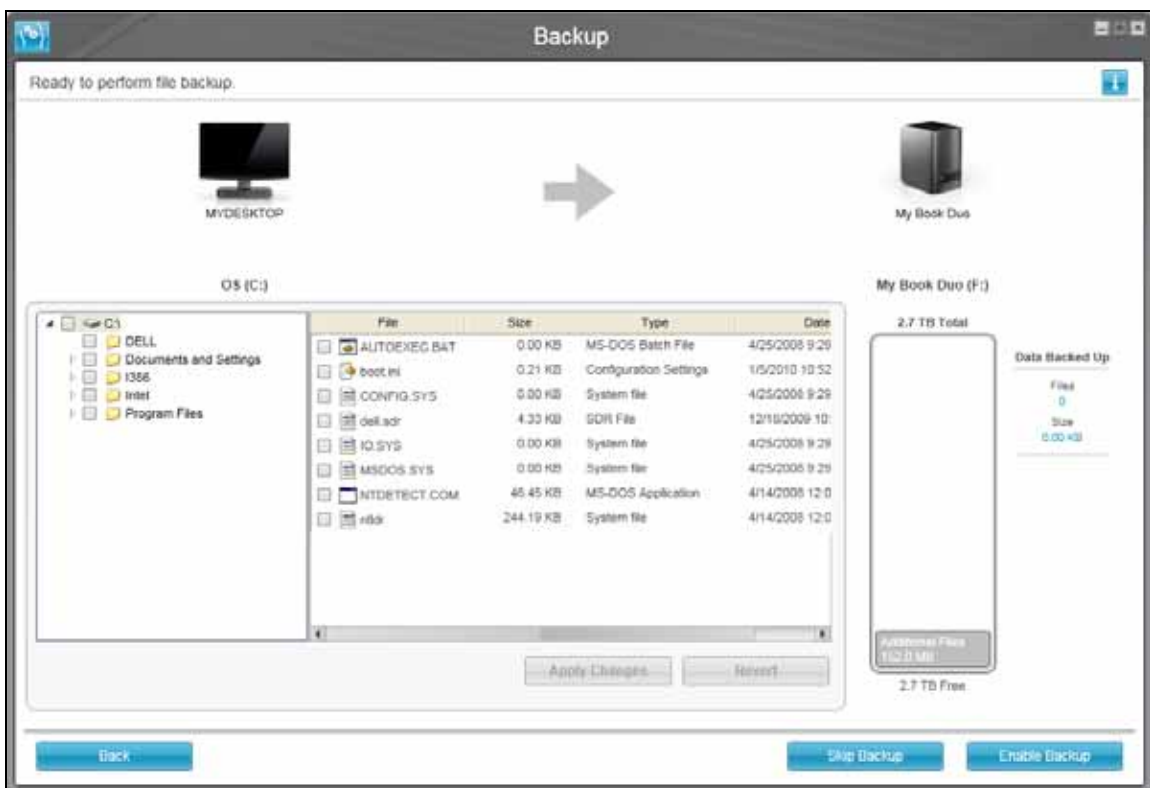 Backup
Ready to perform file backup.
MYDESKTOP
My Book Duo
OS (C:)
My Book Duo (F:)
C:\
DELL
Documents and Settings
I386
Intel
Program Files
File Size Type Date
AUTOEXEC.BAT 0.00 KB MS-DOS Batch File 4/25/2008 9:29
boot.ini 0.21 KB Configuration Settings 1/5/2010 10:52
CONFIG.SYS 0.00 KB System file 4/25/2008 9:29
dell.sdr 4.33 KB SDR File 12/18/2009 10:
IO.SYS 0.00 KB System file 4/25/2008 9:29
MSDOS.SYS 0.00 KB System file 4/25/2008 9:29
NTDETECT.COM 46.45 KB MS-DOS Application 4/14/2008 12:0
ntldr 244.19 KB System file 4/14/2008 12:0
Apply Changes Revert
2.7 TB Total
Additional Files
162.0 MB
2.7 TB Free
Data Backed Up
Files
0
Size
0.00 KB
Back
Skip Backup
Enable Backup